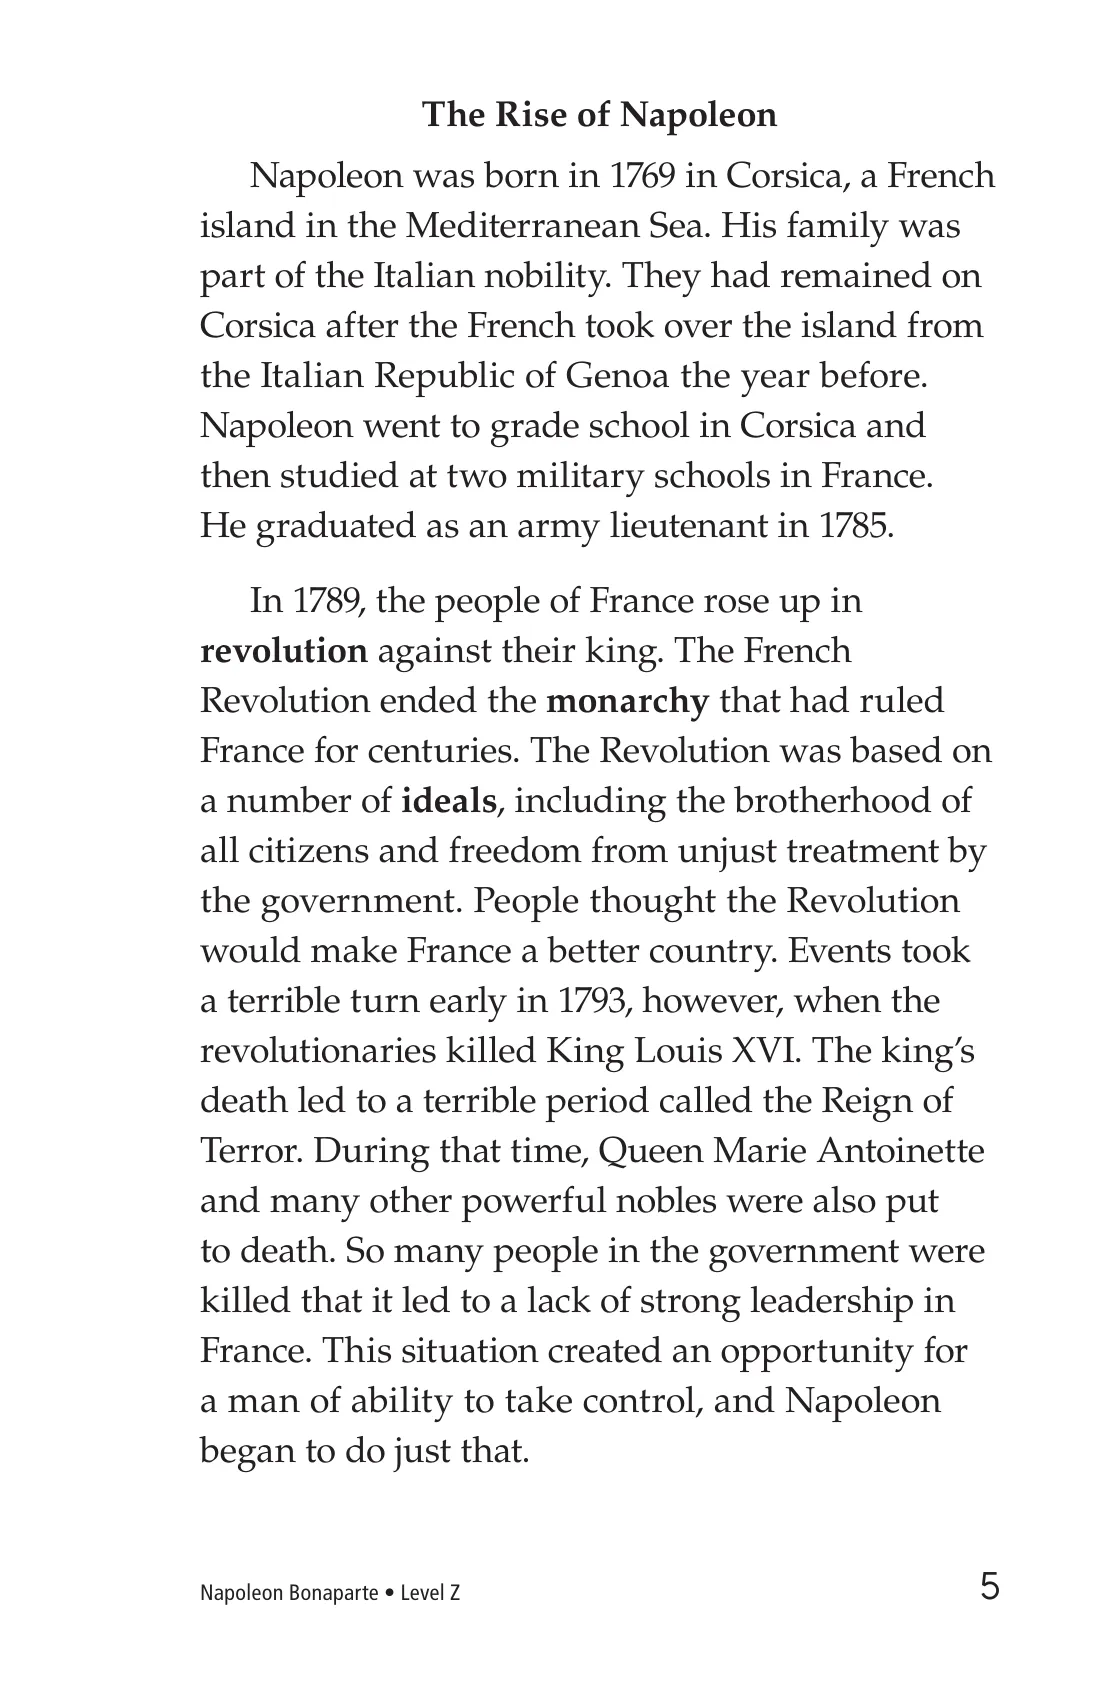 The Rise of Napoleon
Napoleon was born in 1769 in Corsica, a French
island in the Mediterranean Sea. His family was
part of the Italian nobility. They had remained on
Corsica after the French took over the island from
the Italian Republic of Genoa the year before.
Napoleon went to grade school in Corsica and
then studied at two military schools in France.
He graduated as an army lieutenant in 1785.
In 1789, the people of France rose up in
revolution against their king. The French
Revolution ended the monarchy that had ruled
France for centuries. The Revolution was based on
a number of ideals, including the brotherhood of
all citizens and freedom from unjust treatment by
the government. People thought the Revolution
would make France a better country. Events took
a terrible turn early in 1793, however, when the
revolutionaries killed King Louis XVI. The king’s
death led to a terrible period called the Reign of
Terror. During that time, Queen Marie Antoinette
and many other powerful nobles were also put
to death. So many people in the government were
killed that it led to a lack of strong leadership in
France. This situation created an opportunity for
a man of ability to take control, and Napoleon
began to do just that.
Napoleon Bonaparte • Level Z 5